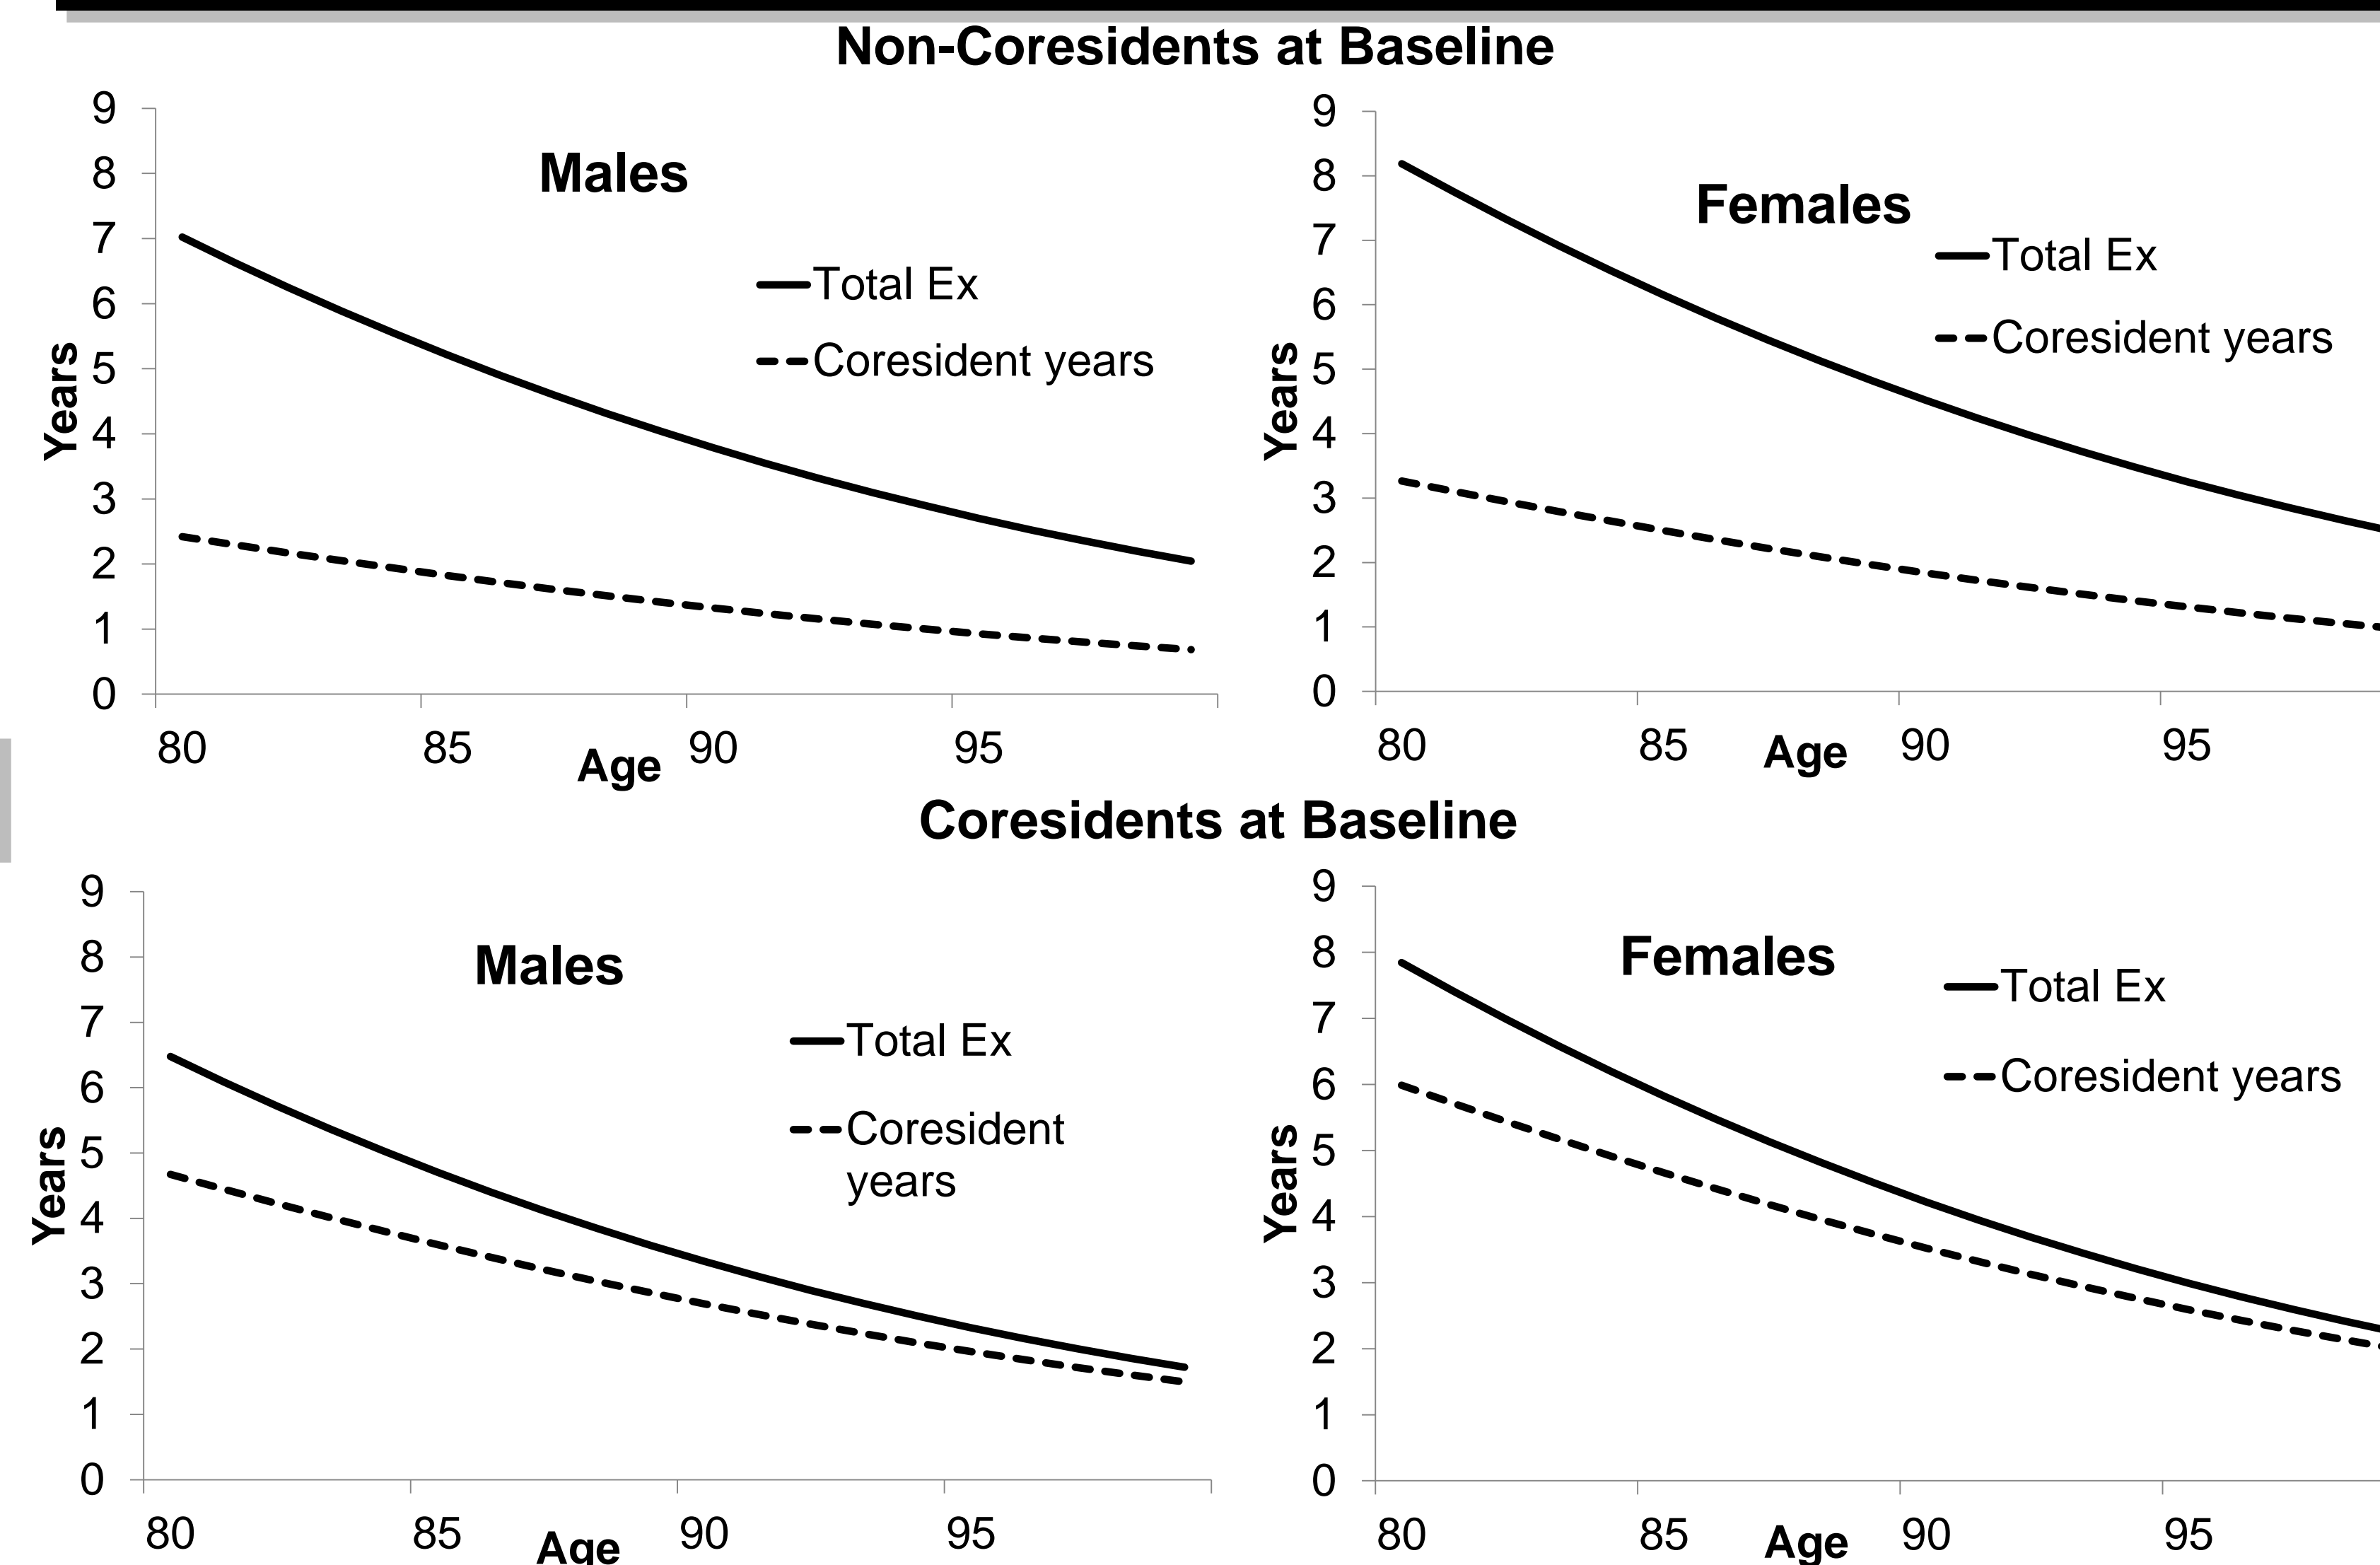 Non-Coresidents at Baseline
Males
Total Ex
Coresident years
Years
9
8
7
6
5
4
3
2
1
0
80 85 90 95
Age
Females
Total Ex
Coresident years
Years
9
8
7
6
5
4
3
2
1
0
80 85 90 95
Age
Coresidents at Baseline
Males
Total Ex
Coresident
years
Years
9
8
7
6
5
4
3
2
1
0
80 85 90 95
Age
Females
Total Ex
Coresident years
Years
9
8
7
6
5
4
3
2
1
0
80 85 90 95
Age